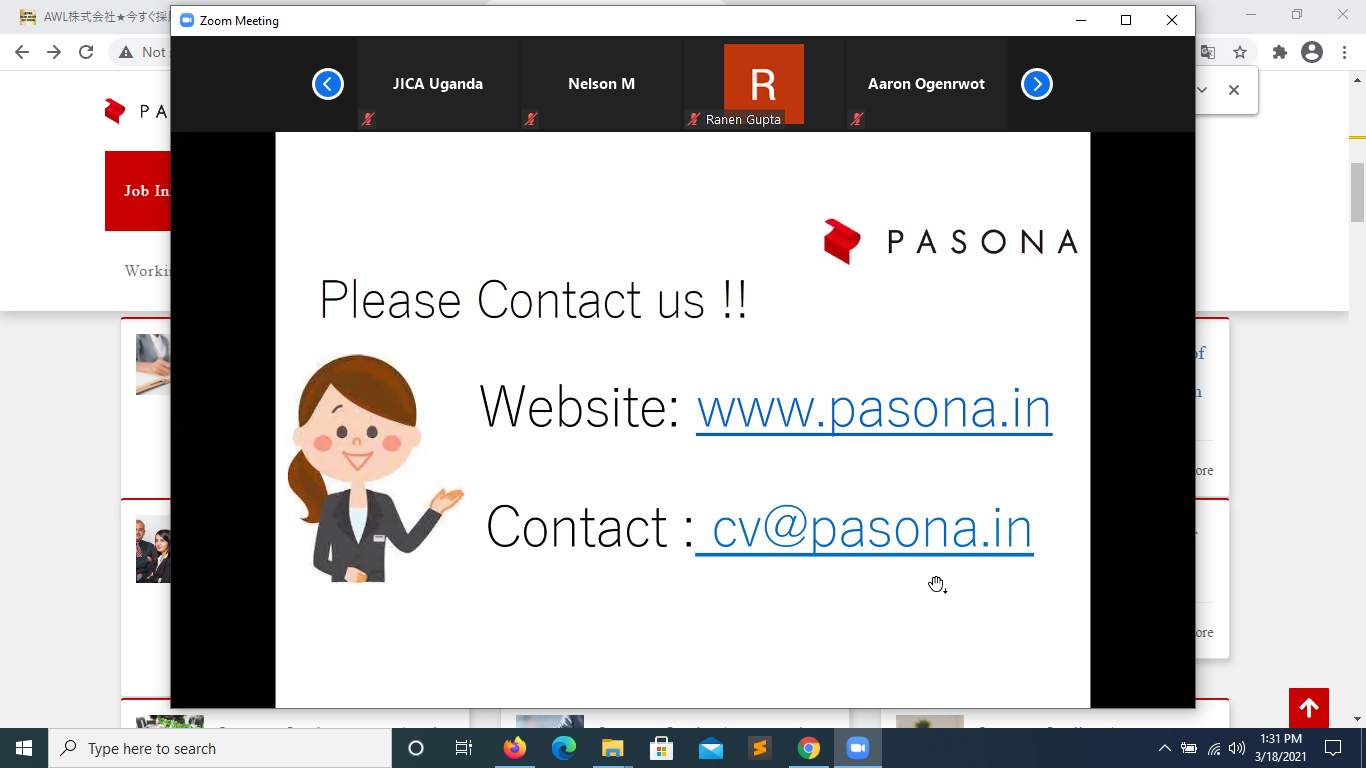 AWL株式会社★今すぐ採用
Zoom Meeting
Not
JICA Uganda
Nelson M
R
Ranen Gupta
Aaron Ogenrwot
PA
PASONA
Job In
Workin
Please Contact us !!
Website: www.pasona.in
Contact : cv@pasona.in
of
n
ore
ore
Type here to search
1:31 PM
3/18/2021